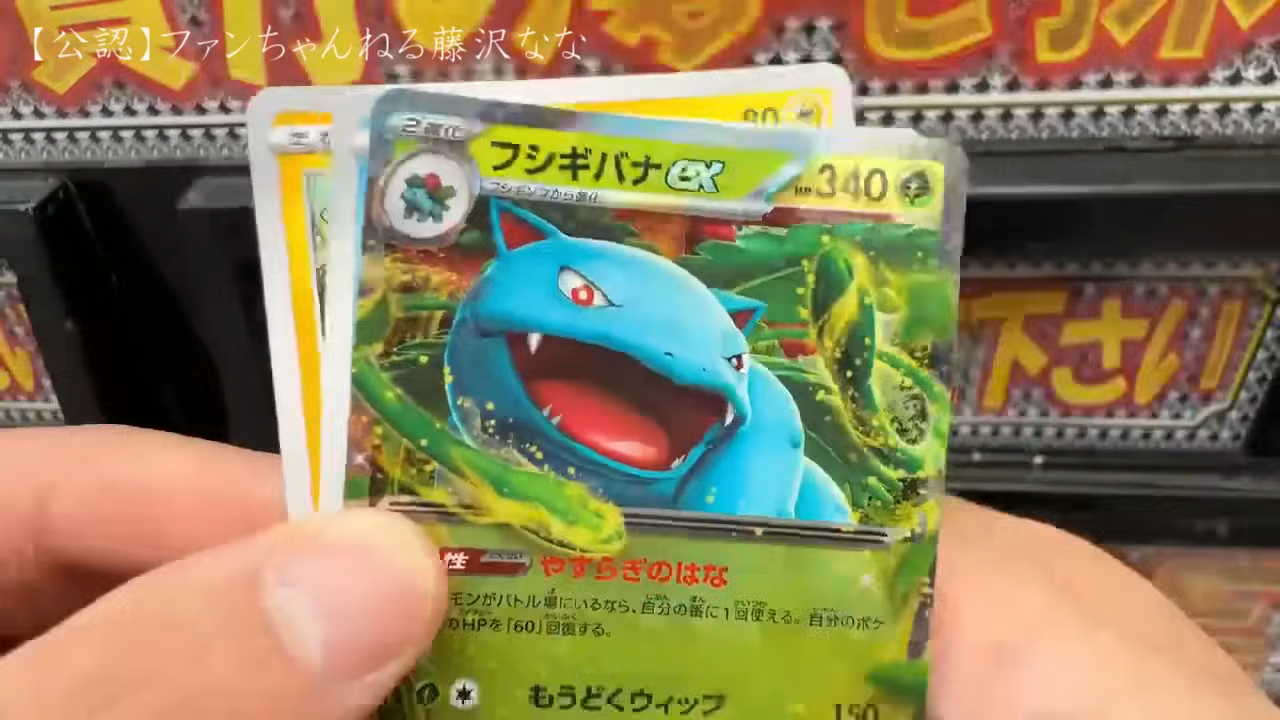 【公認】ファンちゃんねる藤沢なな
80
2進化
フシギバナex
340
フシギソウから進化
下さい
性
やすらぎのはな
モンがバトル場にいるなら、自分の番に1回使える。自分のポケ
のHPを「60」回復する。
もうどくウィップ
150